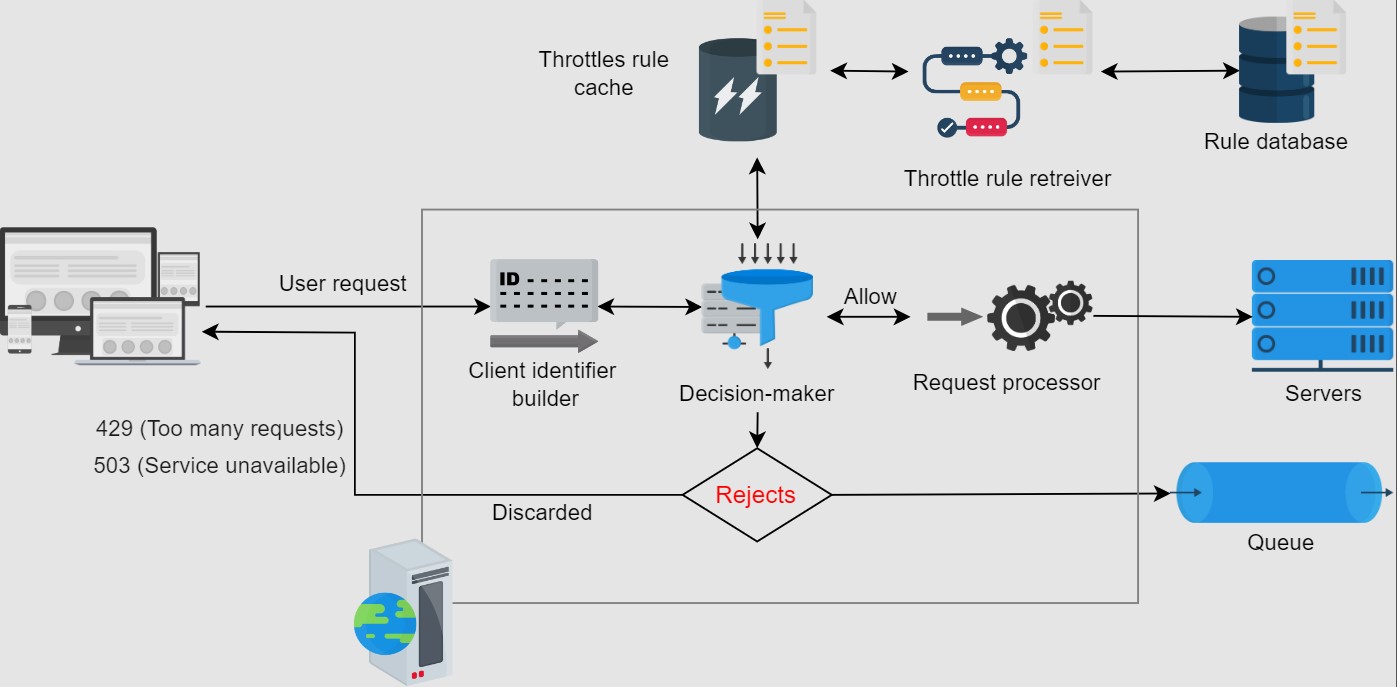 Throttles rule
cache
Rule database
Throttle rule retreiver
User request
ID
Allow
Client identifier
builder
Decision-maker
Request processor
Servers
429 (Too many requests)
503 (Service unavailable)
Rejects
Discarded
Queue